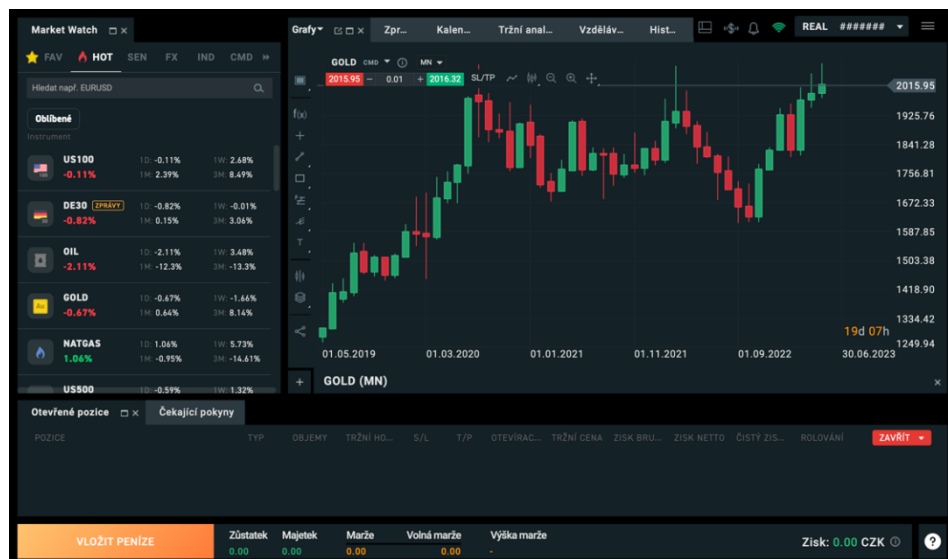 Market Watch
FAV HOT SEN FX IND CMD »
Hledat např. EURUSD
Oblíbené
Instrument
US100 1D: -0.11% 1W: 2.68%
-0.11% 1M: 2.39% 3M: 8.49%
DE30 ZPRÁVY 1D: -0.82% 1W: -0.01%
-0.82% 1M: 0.15% 3M: 3.06%
OIL 1D: -2.11% 1W: 3.48%
-2.11% 1M: -12.3% 3M: -13.3%
GOLD 1D: -0.67% 1W: -1.66%
Au -0.67% 1M: 0.64% 3M: 8.14%
NATGAS 1D: 1.06% 1W: 5.73%
1.06% 1M: -0.95% 3M: -14.61%
US500 1D: -0.59% 1W: 1.32%
Grafy Zpr... Kalen... Tržní anal... Vzděláv... Hist... REAL #######
GOLD CMD MN
2015.95 – 0.01 + 2016.32 SL/TP
f(x)
T
2015.95
1925.76
1841.28
1756.81
1672.33
1587.85
1503.38
1418.90
1334.42
19d 07h
1249.94
01.05.2019 01.03.2020 01.01.2021 01.11.2021 01.09.2022 30.06.2023
+ GOLD (MN)
Otevřené pozice Čekající pokyny
POZICE TYP OBJEMY TRŽNÍ HO... S/L T/P OTEVÍRAC... TRŽNÍ CENA ZISK BRU... ZISK NETTO ČISTÝ ZIS... ROLOVÁNÍ ZAVŘÍT
VLOŽIT PENÍZE
Zůstatek Majetek Marže Volná marže Výška marže
0.00 0.00 0.00 0.00 -
Zisk: 0.00 CZK ?